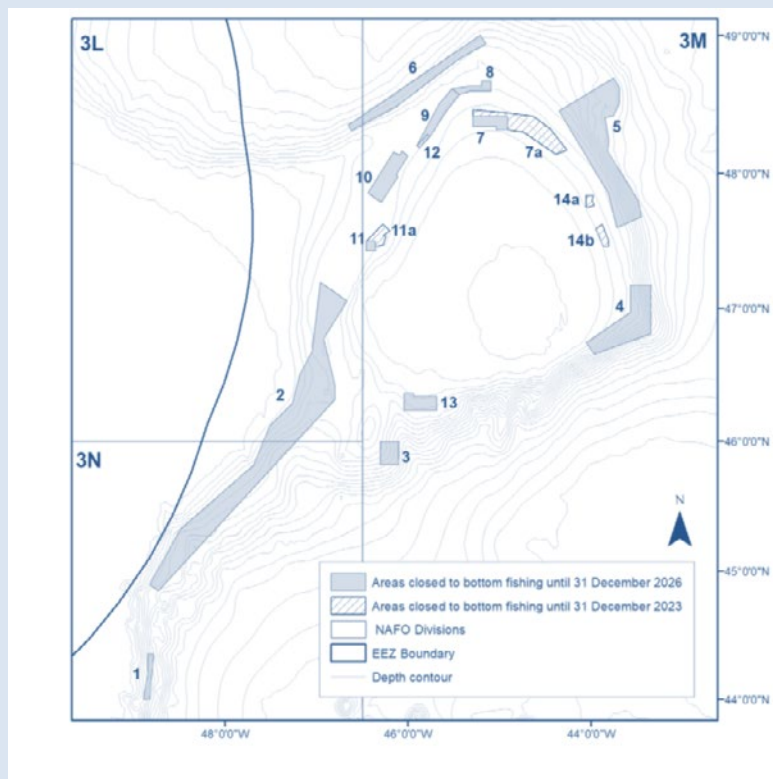 3L
3M
49°0'0"N
6
8
9
5
7
12
7a
48°0'0"N
10
14a
11
11a
14b
47°0'0"N
4
2
13
46°0'0"N
3N
3
N
45°0'0"N
Areas closed to bottom fishing until 31 December 2026
Areas closed to bottom fishing until 31 December 2023
NAFO Divisions
EEZ Boundary
Depth contour
1
44°0'0"N
48°0'0"W
46°0'0"W
44°0'0"W